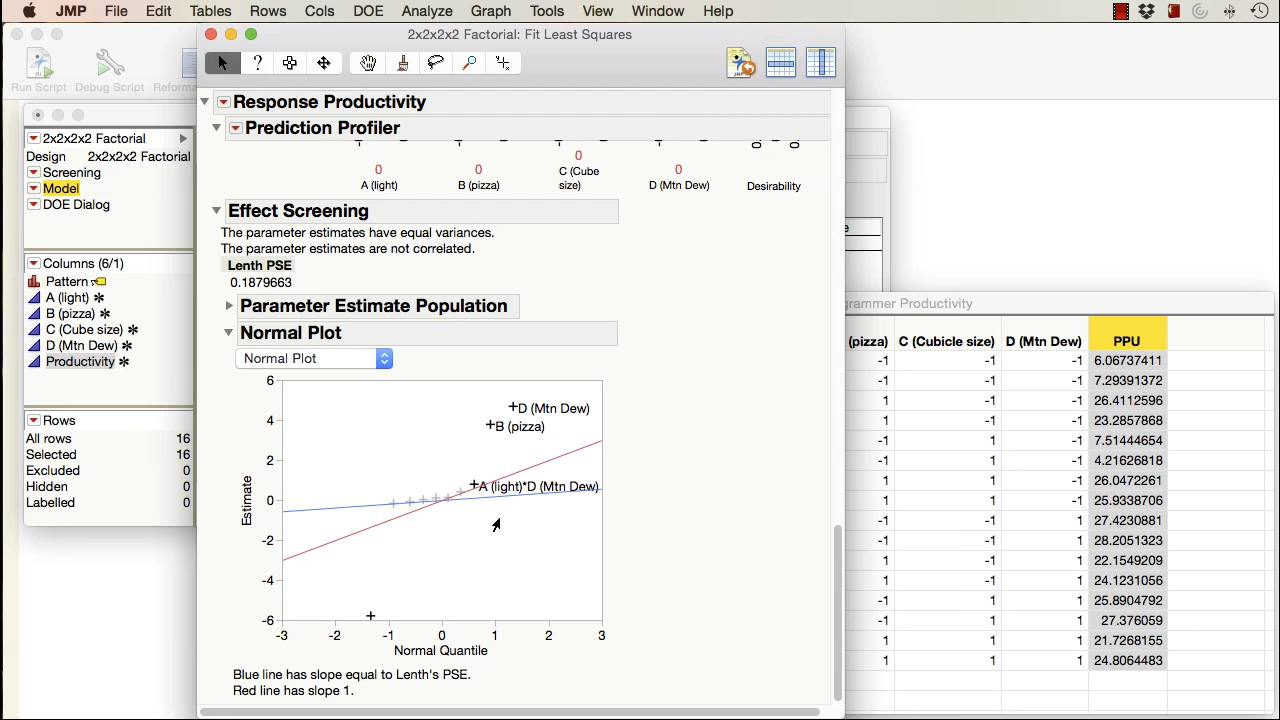 JMP File Edit Tables Rows Cols DOE Analyze Graph Tools View Window Help
2x2x2x2 Factorial: Fit Least Squares
Run Script Debug Script
2x2x2x2 Factorial
Design 2x2x2x2 Factorial
Screening
Model
DOE Dialog
Columns (6/1)
Pattern
A (light) *
B (pizza) *
C (Cube size) *
D (Mtn Dew) *
Productivity *
Rows
All rows 16
Selected 16
Excluded 0
Hidden 0
Labelled 0
Response Productivity
Prediction Profiler
0 0 0 0
A (light) B (pizza) C (Cube size) D (Mtn Dew) Desirability
Effect Screening
The parameter estimates have equal variances.
The parameter estimates are not correlated.
Lenth PSE
0.1879663
Parameter Estimate Population
Normal Plot
Normal Plot
6
4
2
0
-2
-4
-6
Estimate
+D (Mtn Dew)
+B (pizza)
+A (light)*D (Mtn Dew)
-3 -2 -1 0 1 2 3
Normal Quantile
Blue line has slope equal to Lenth's PSE.
Red line has slope 1.
Productivity
(pizza) C (Cubicle size) D (Mtn Dew) PPU
-1 -1 -1 6.06737411
-1 -1 -1 7.29391372
1 -1 -1 26.4112596
1 -1 -1 23.2857868
-1 1 -1 7.51444654
-1 1 -1 4.21626818
1 1 -1 26.0472261
1 1 -1 25.9338706
-1 -1 1 27.4230881
-1 -1 1 28.2051323
1 -1 1 22.1549209
1 -1 1 24.1231056
-1 1 1 25.8904792
-1 1 1 27.376059
1 1 1 21.7268155
1 1 1 24.8064483